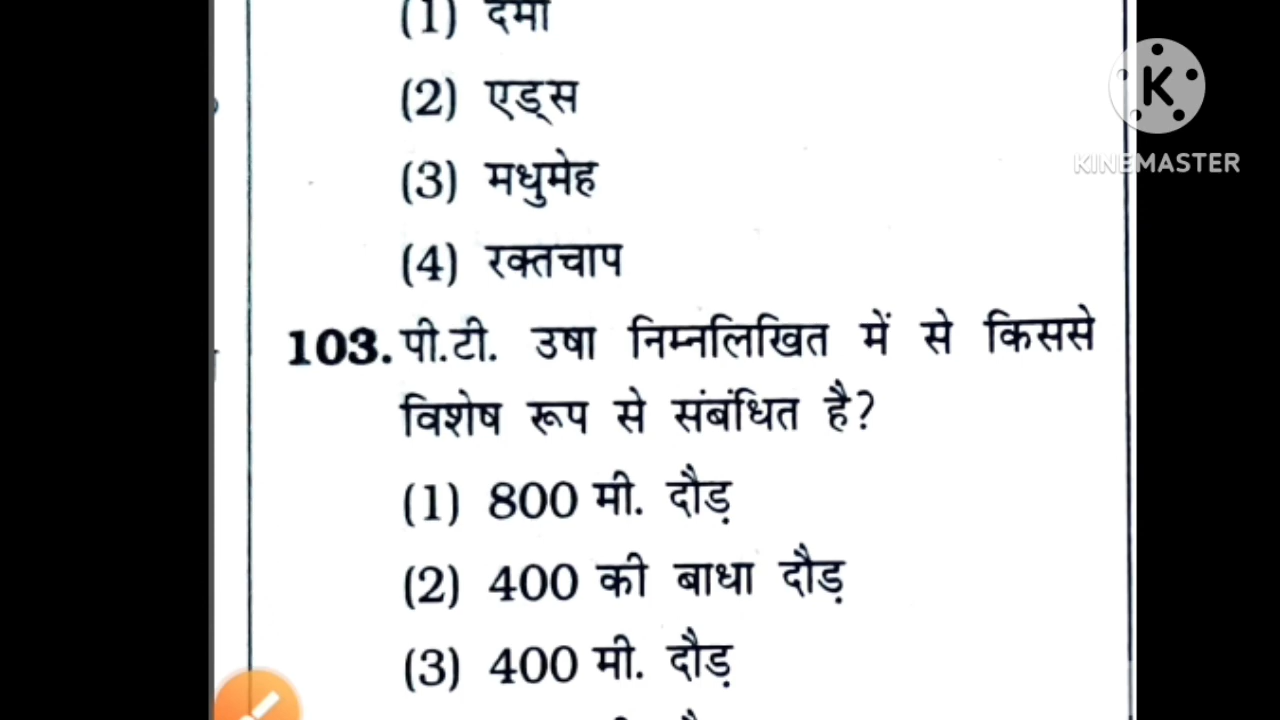 (1) दमा
(2) एड्स
(3) मधुमेह
(4) रक्तचाप
103. पी.टी. उषा निम्नलिखित में से किससे
विशेष रूप से संबंधित है?
(1) 800 मी. दौड़
(2) 400 की बाधा दौड़
(3) 400 मी. दौड़
K
KINEMASTER